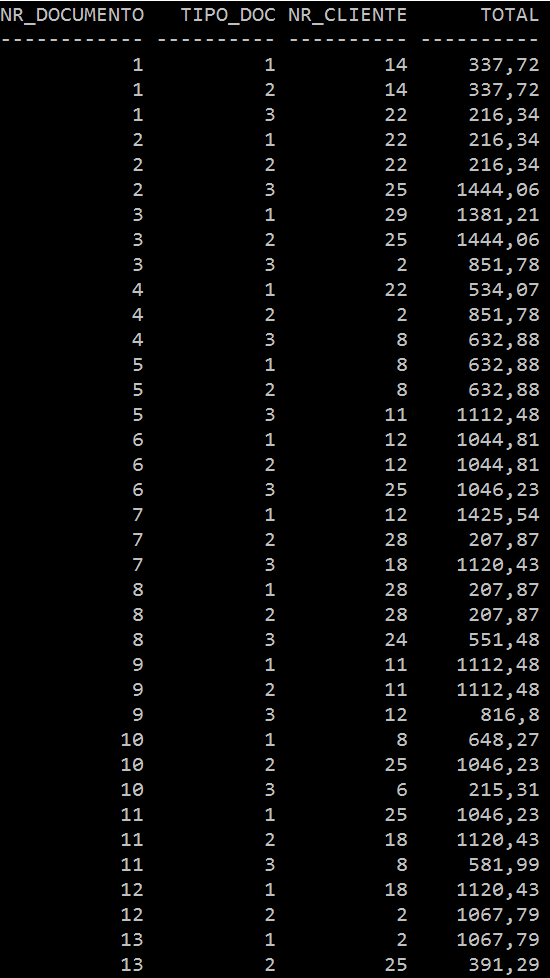 NR_DOCUMENTO TIPO_DOC NR_CLIENTE TOTAL
------------ ---------- ---------- ----------
1 1 14 337,72
1 2 14 337,72
1 3 22 216,34
2 1 22 216,34
2 2 22 216,34
2 3 25 1444,06
3 1 29 1381,21
3 2 25 1444,06
3 3 2 851,78
4 1 22 534,07
4 2 2 851,78
4 3 8 632,88
5 1 8 632,88
5 2 8 632,88
5 3 11 1112,48
6 1 12 1044,81
6 2 12 1044,81
6 3 25 1046,23
7 1 12 1425,54
7 2 28 207,87
7 3 18 1120,43
8 1 28 207,87
8 2 28 207,87
8 3 24 551,48
9 1 11 1112,48
9 2 11 1112,48
9 3 12 816,8
10 1 8 648,27
10 2 25 1046,23
10 3 6 215,31
11 1 25 1046,23
11 2 18 1120,43
11 3 8 581,99
12 1 18 1120,43
12 2 2 1067,79
13 1 2 1067,79
13 2 25 391,29